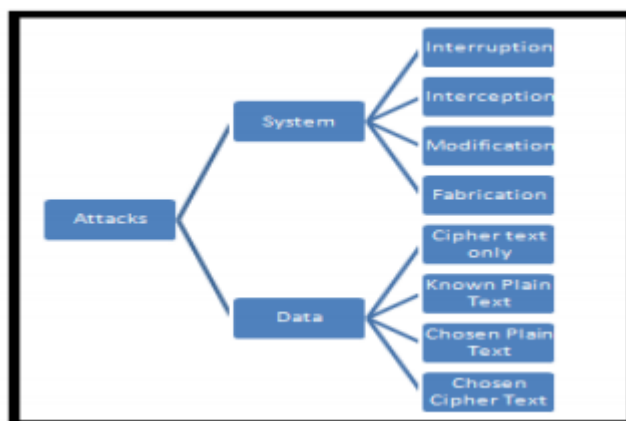 Attacks
System
Interruption
Interception
Modification
Fabrication
Data
Cipher text
only
Known Plain
Text
Chosen Plain
Text
Chosen
Cipher Text